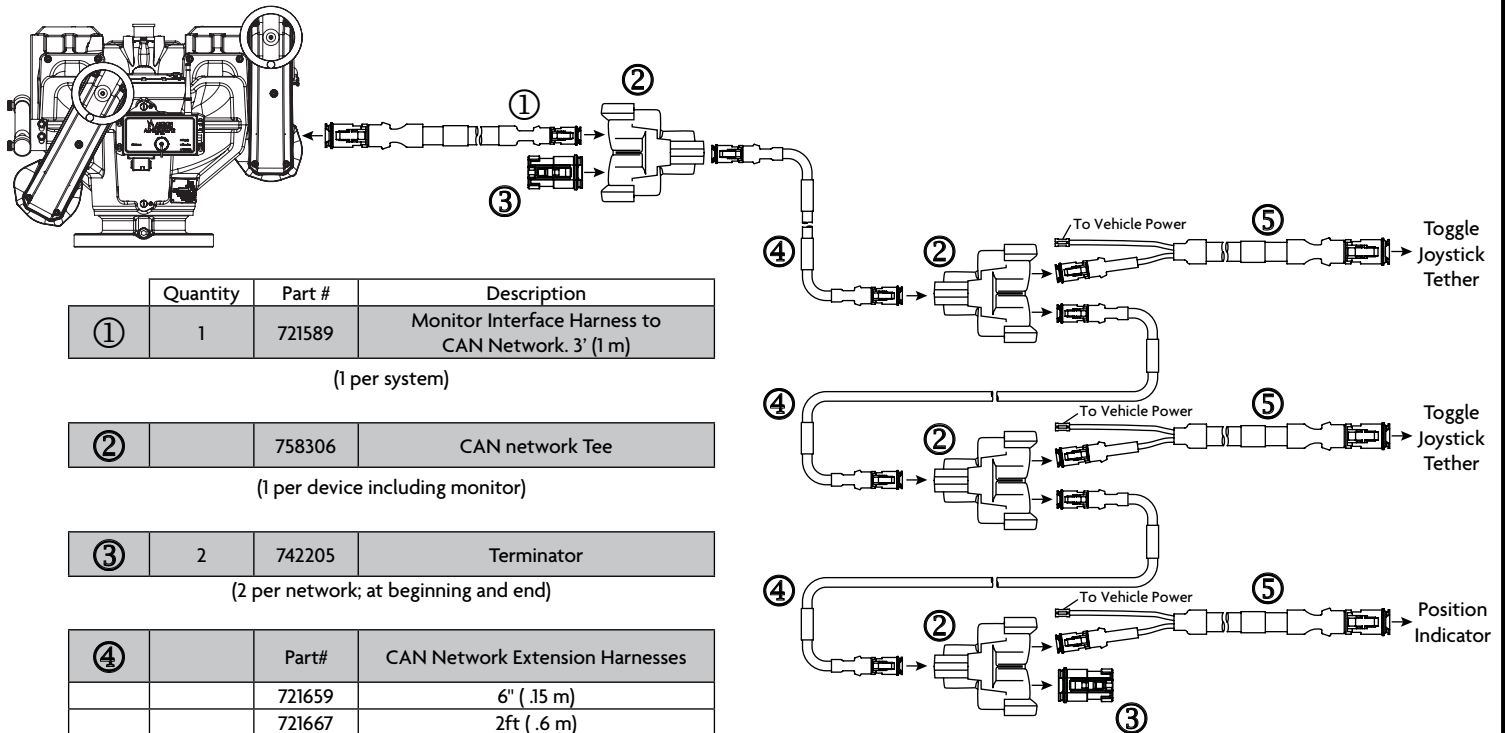 ①
②
③
④
②
To Vehicle Power
⑤
Toggle
Joystick
Tether
④
②
To Vehicle Power
⑤
Toggle
Joystick
Tether
④
②
To Vehicle Power
⑤
Position
Indicator
③
Quantity Part # Description
① 1 721589 Monitor Interface Harness to
CAN Network. 3' (1 m)
(1 per system)
② 758306 CAN network Tee
(1 per device including monitor)
③ 2 742205 Terminator
(2 per network; at beginning and end)
④ Part# CAN Network Extension Harnesses
721659 6" ( .15 m)
721667 2ft ( .6 m)